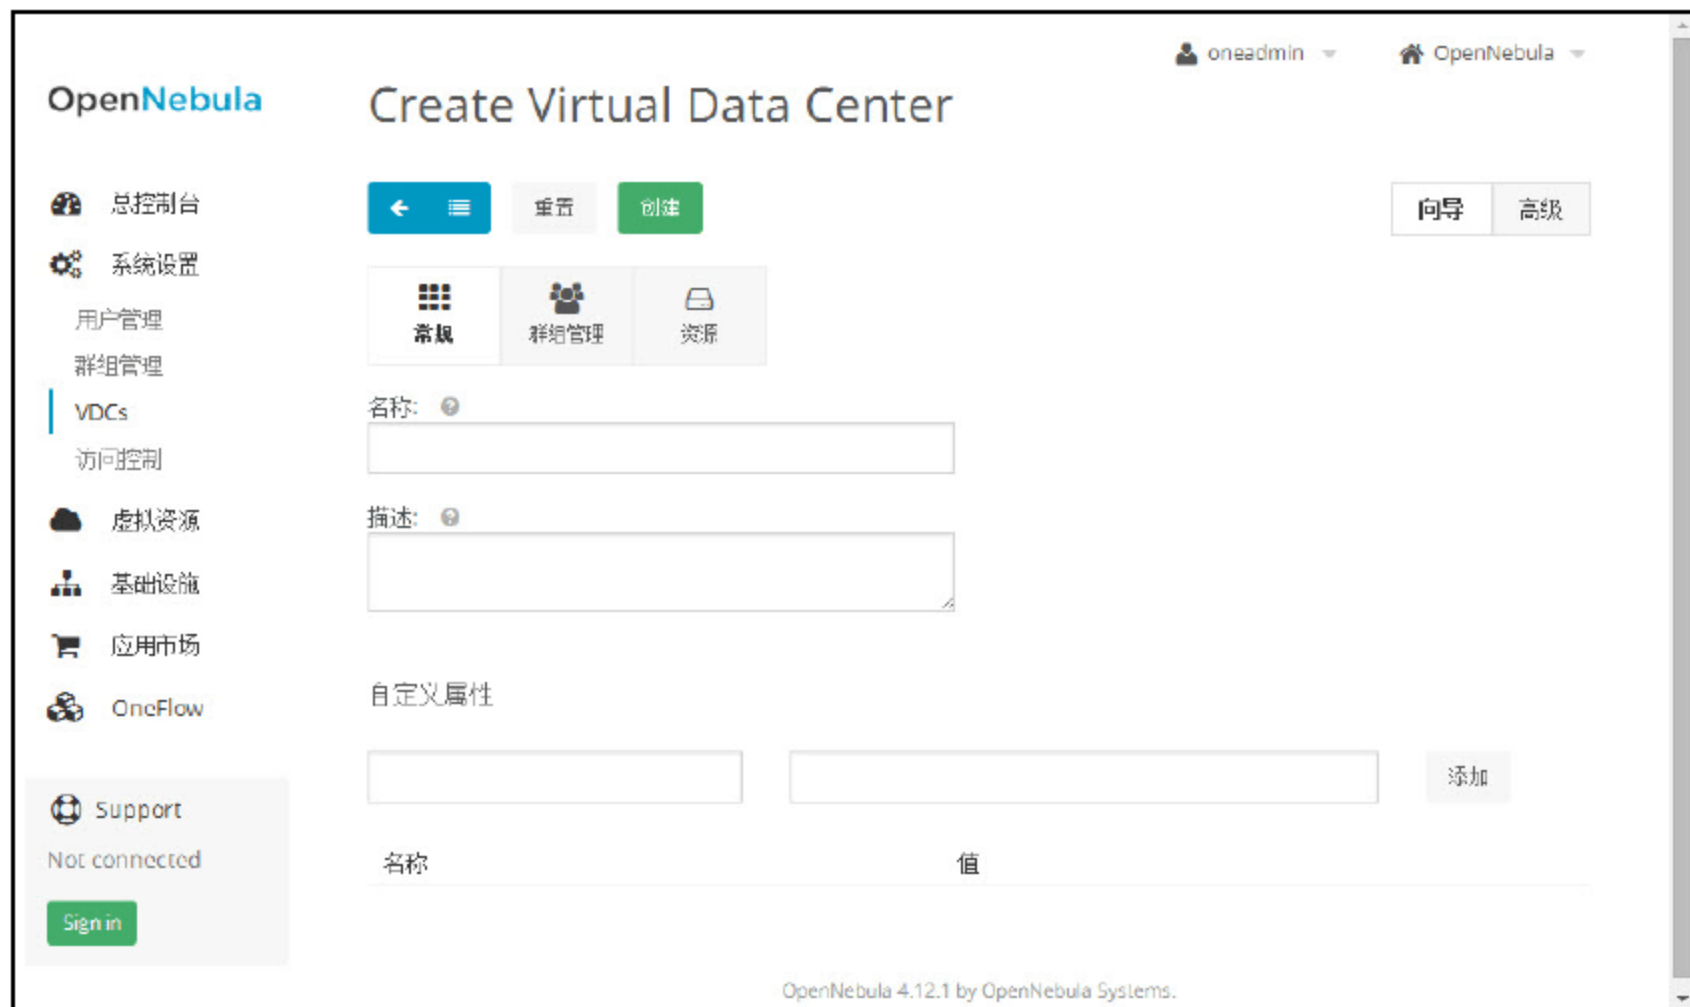 oneadmin OpenNebula
OpenNebula Create Virtual Data Center
总控制台
重置 创建 向导 高级
系统设置
用户管理
群组管理
VDCs
访问控制
虚拟资源
基础设施
应用市场
OneFlow
Support
Not connected
Sign in
常规 群组管理 资源
名称:
描述:
自定义属性
添加
名称 值
OpenNebula 4.12.1 by OpenNebula Systems.